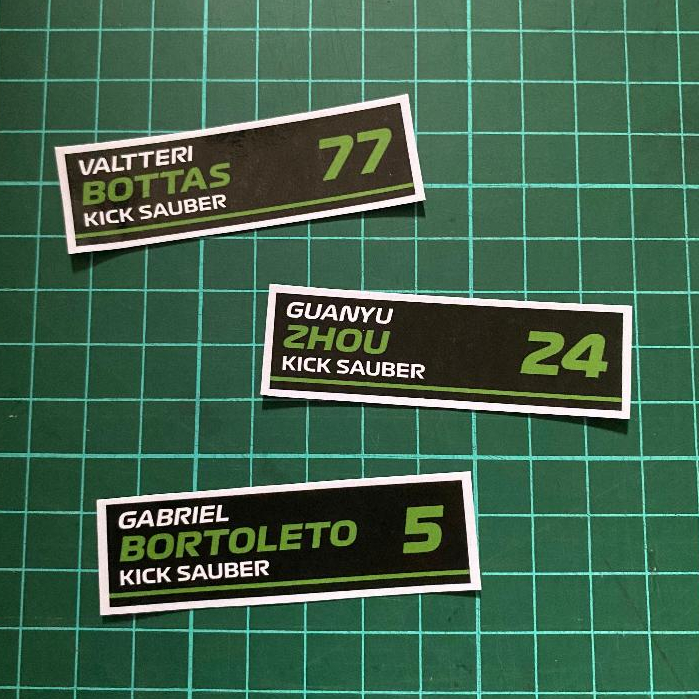 VALTTERI
BOTTAS
KICK SAUBER
77
GUANYU
ZHOU
KICK SAUBER
24
GABRIEL
BORTOLETO
KICK SAUBER
5